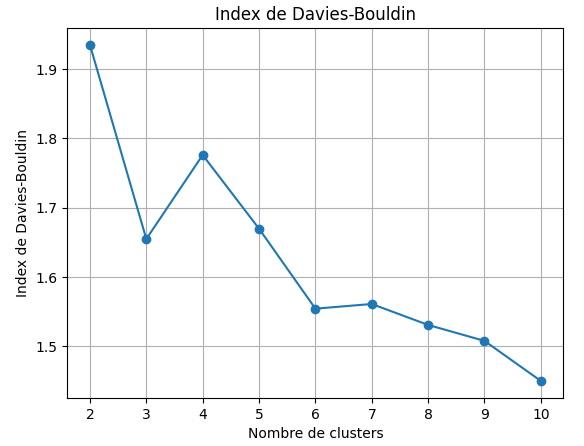 Index de Davies-Bouldin
Index de Davies-Bouldin
1.9
1.8
1.7
1.6
1.5
2 3 4 5 6 7 8 9 10
Nombre de clusters